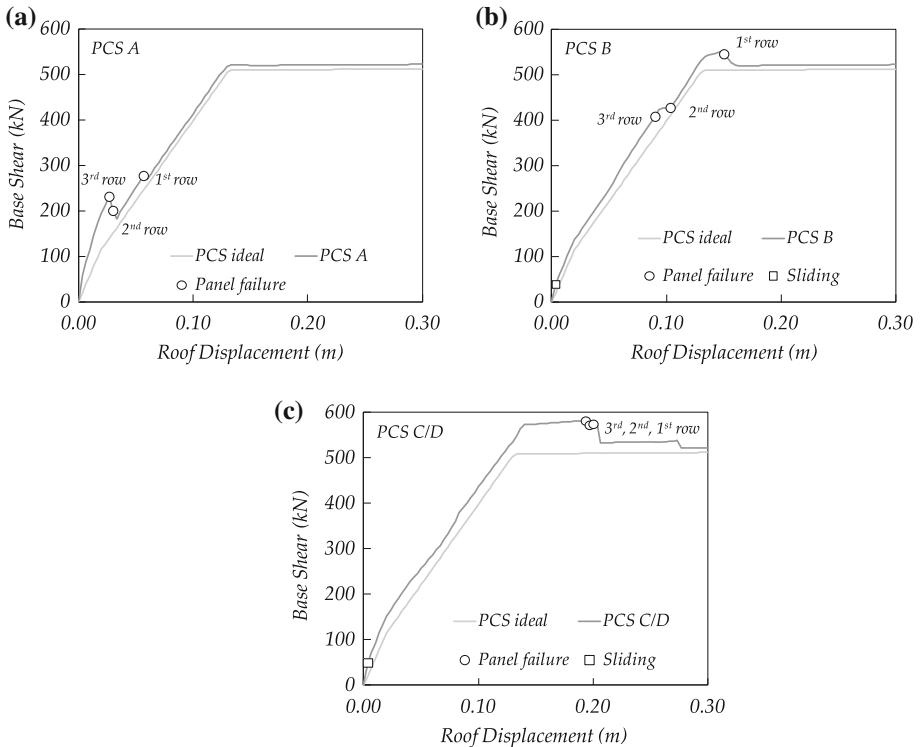 (a)
600
500
400
300
200
100
0
Base Shear (kN)
PCS A
3rd row
2nd row
1st row
PCS ideal
PCS A
Panel failure
0.00
0.10
0.20
0.30
Roof Displacement (m)
(b)
600
500
400
300
200
100
0
Base Shear (kN)
PCS B
1st row
3rd row
2nd row
PCS ideal
PCS B
Panel failure
Sliding
0.00
0.10
0.20
0.30
Roof Displacement (m)
(c)
600
500
400
300
200
100
0
Base Shear (kN)
PCS C/D
3rd, 2nd, 1st row
PCS ideal
PCS C/D
Panel failure
Sliding
0.00
0.10
0.20
0.30
Roof Displacement (m)